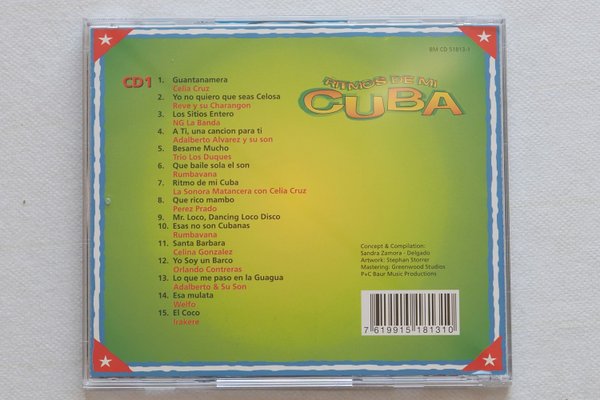 BM CD 51813-1
RITMOS DE MI
CUBA
CD1
1. Guantanamera
Celia Cruz
2. Yo no quiero que seas Celosa
Reve y su Charangon
3. Los Sitios Entero
NG La Banda
4. A Ti, una cancion para ti
Adalberto Alvarez y su son
5. Besame Mucho
Trio Los Duques
6. Que baile sola el son
Rumbavana
7. Ritmo de mi Cuba
La Sonora Matancera con Celia Cruz
8. Que rico mambo
Perez Prado
9. Mr. Loco, Dancing Loco Disco
10. Esas no son Cubanas
Rumbavana
11. Santa Barbara
Celina Gonzalez
12. Yo Soy un Barco
Orlando Contreras
13. Lo que me paso en la Guagua
Adalberto & Su Son
14. Esa mulata
Welfo
15. El Coco
Irakere
Concept & Compilation:
Sandra Zamora - Delgado
Artwork: Stephan Storrer
Mastering: Greenwood Studios
P+C Baur Music Productions
7 619915 181310